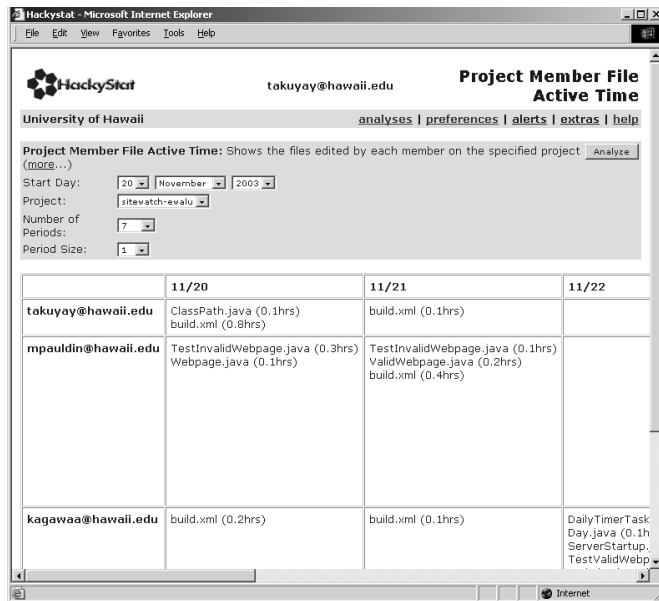 Hackystat - Microsoft Internet Explorer
File Edit View Favorites Tools Help
HackyStat
takuyay@hawaii.edu
Project Member File
Active Time
University of Hawaii
analyses | preferences | alerts | extras | help
Project Member File Active Time: Shows the files edited by each member on the specified project Analyze
(more...)
Start Day: 20 November 2003
Project: sitewatch-evalu
Number of
Periods: 7
Period Size: 1
11/20 11/21 11/22
takuyay@hawaii.edu ClassPath.java (0.1hrs) build.xml (0.1hrs)
build.xml (0.8hrs)
mpauldin@hawaii.edu TestInvalidWebpage.java (0.3hrs) TestInvalidWebpage.java (0.1hrs)
Webpage.java (0.1hrs) ValidWebpage.java (0.2hrs)
build.xml (0.4hrs)
kagawaa@hawaii.edu build.xml (0.2hrs) build.xml (0.1hrs) DailyTimerTask
Day.java (0.1h
ServerStartup.
TestValidWebp
Internet